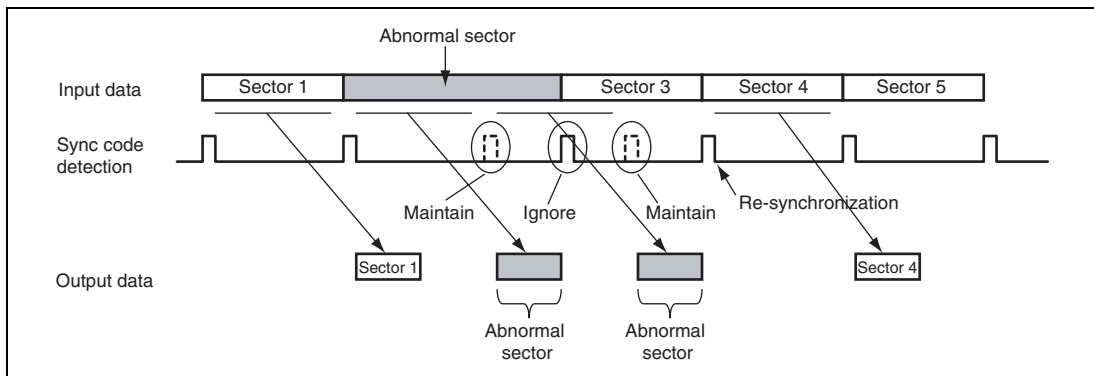 Abnormal sector
Input data
Sector 1
Sector 3
Sector 4
Sector 5
Sync code
detection
Maintain
Ignore
Maintain
Re-synchronization
Output data
Sector 1
Sector 4
Abnormal
sector
Abnormal
sector